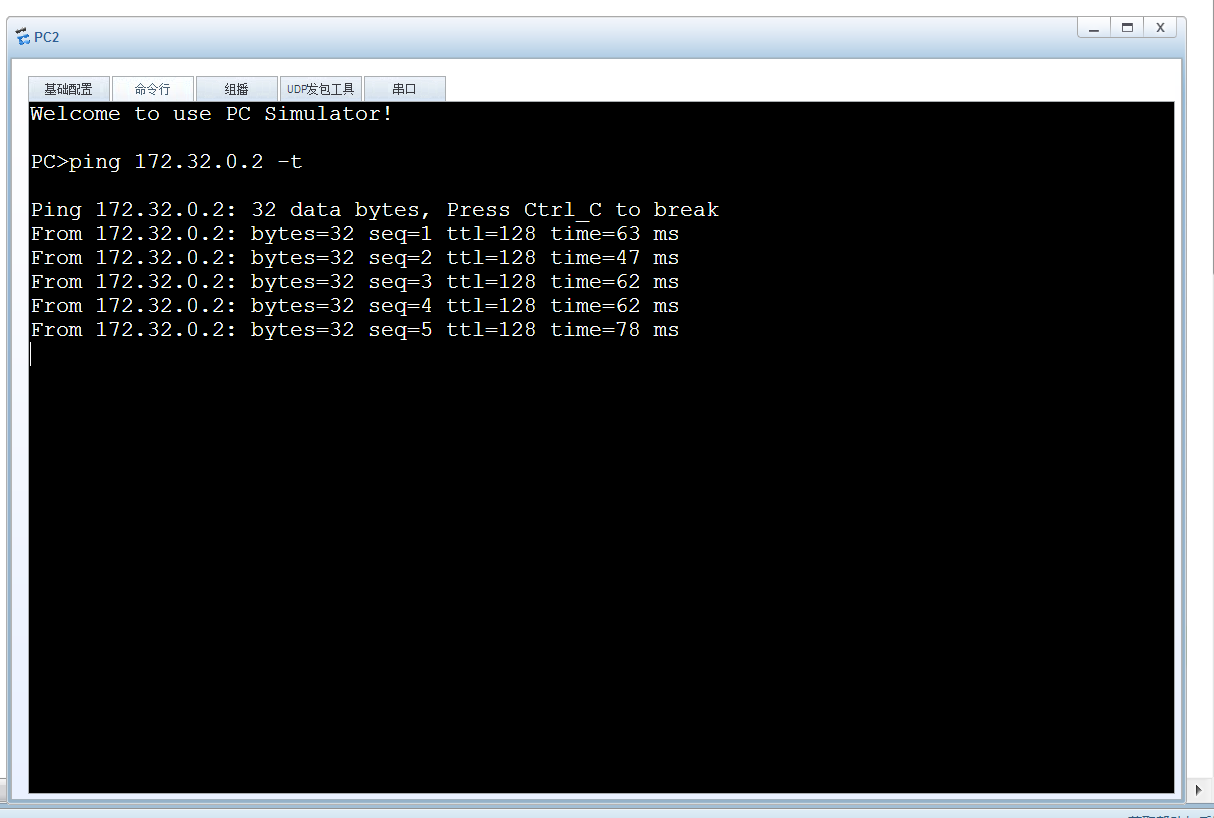 PC2
X
基础配置 命令行 组播 UDP发包工具 串口
Welcome to use PC Simulator!
PC>ping 172.32.0.2 -t
Ping 172.32.0.2: 32 data bytes, Press Ctrl_C to break
From 172.32.0.2: bytes=32 seq=1 ttl=128 time=63 ms
From 172.32.0.2: bytes=32 seq=2 ttl=128 time=47 ms
From 172.32.0.2: bytes=32 seq=3 ttl=128 time=62 ms
From 172.32.0.2: bytes=32 seq=4 ttl=128 time=62 ms
From 172.32.0.2: bytes=32 seq=5 ttl=128 time=78 ms